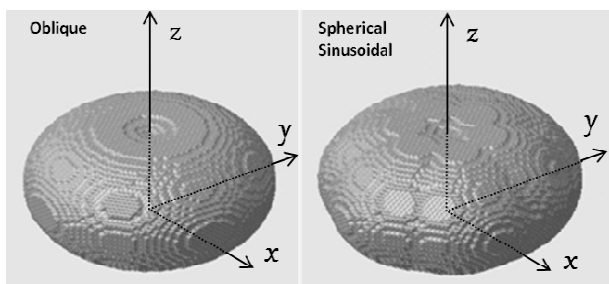 Oblique
z
y
x
Spherical
Sinusoidal
z
y
x